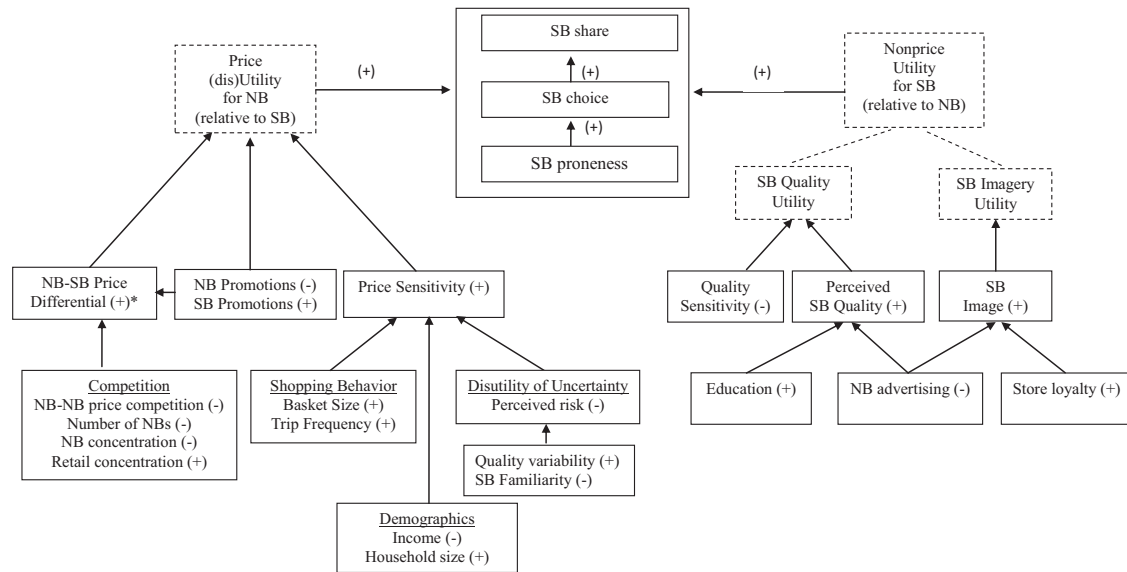 SB share
(+)
SB choice
(+)
SB proneness
Price
(dis)Utility
for NB
(relative to SB)
(+)
(+)
Nonprice
Utility
for SB
(relative to NB)
SB Quality
Utility
SB Imagery
Utility
NB-SB Price
Differential (+)*
NB Promotions (-)
SB Promotions (+)
Price Sensitivity (+)
Quality
Sensitivity (-)
Perceived
SB Quality (+)
SB
Image (+)
Competition
NB-NB price competition (-)
Number of NBs (-)
NB concentration (-)
Retail concentration (+)
Shopping Behavior
Basket Size (+)
Trip Frequency (+)
Disutility of Uncertainty
Perceived risk (-)
Education (+)
NB advertising (-)
Store loyalty (+)
Quality variability (+)
SB Familiarity (-)
Demographics
Income (-)
Household size (+)